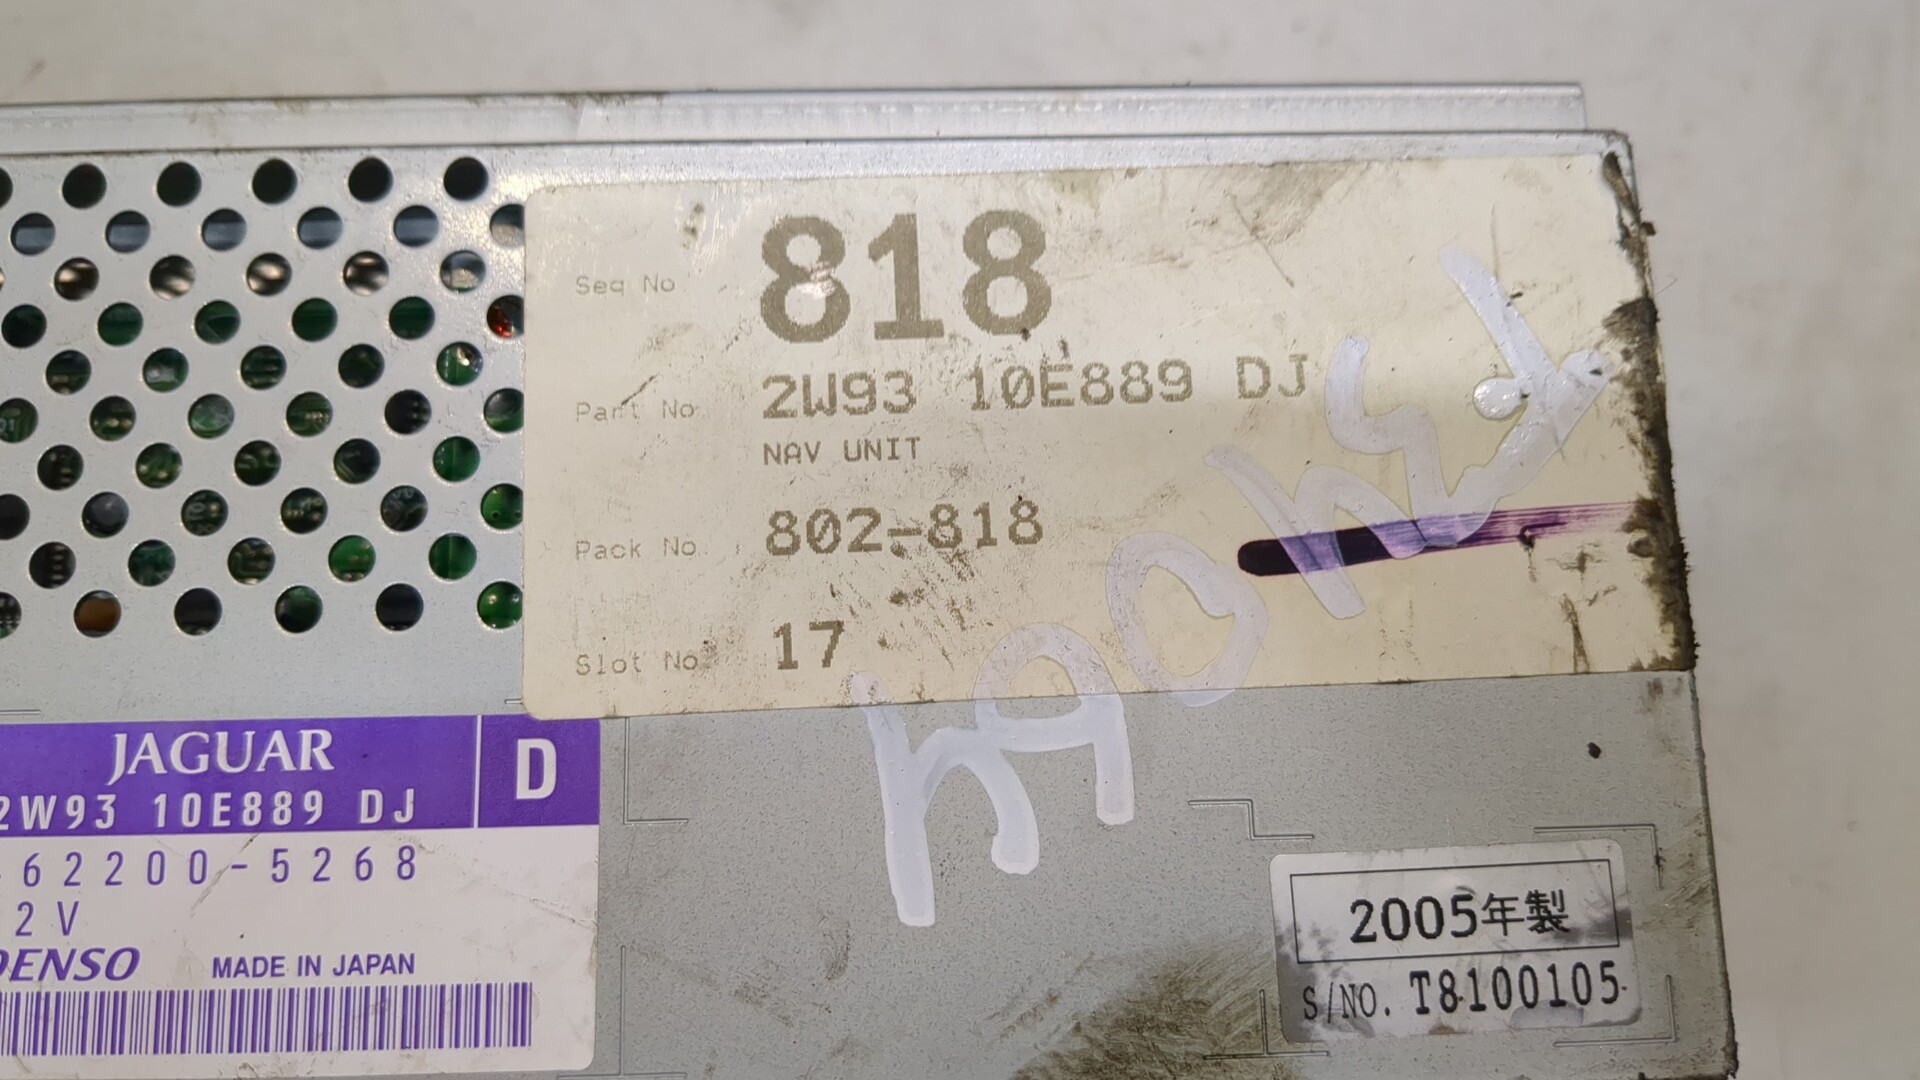 Seq No 818
Part No 2W93 10E889 DJ
NAV UNIT
Pack No 802-818
Slot No 17
JAGUAR D
2W93 10E889 DJ
62200-5268
2V
DENSO MADE IN JAPAN
2005年製
S/NO. T8100105